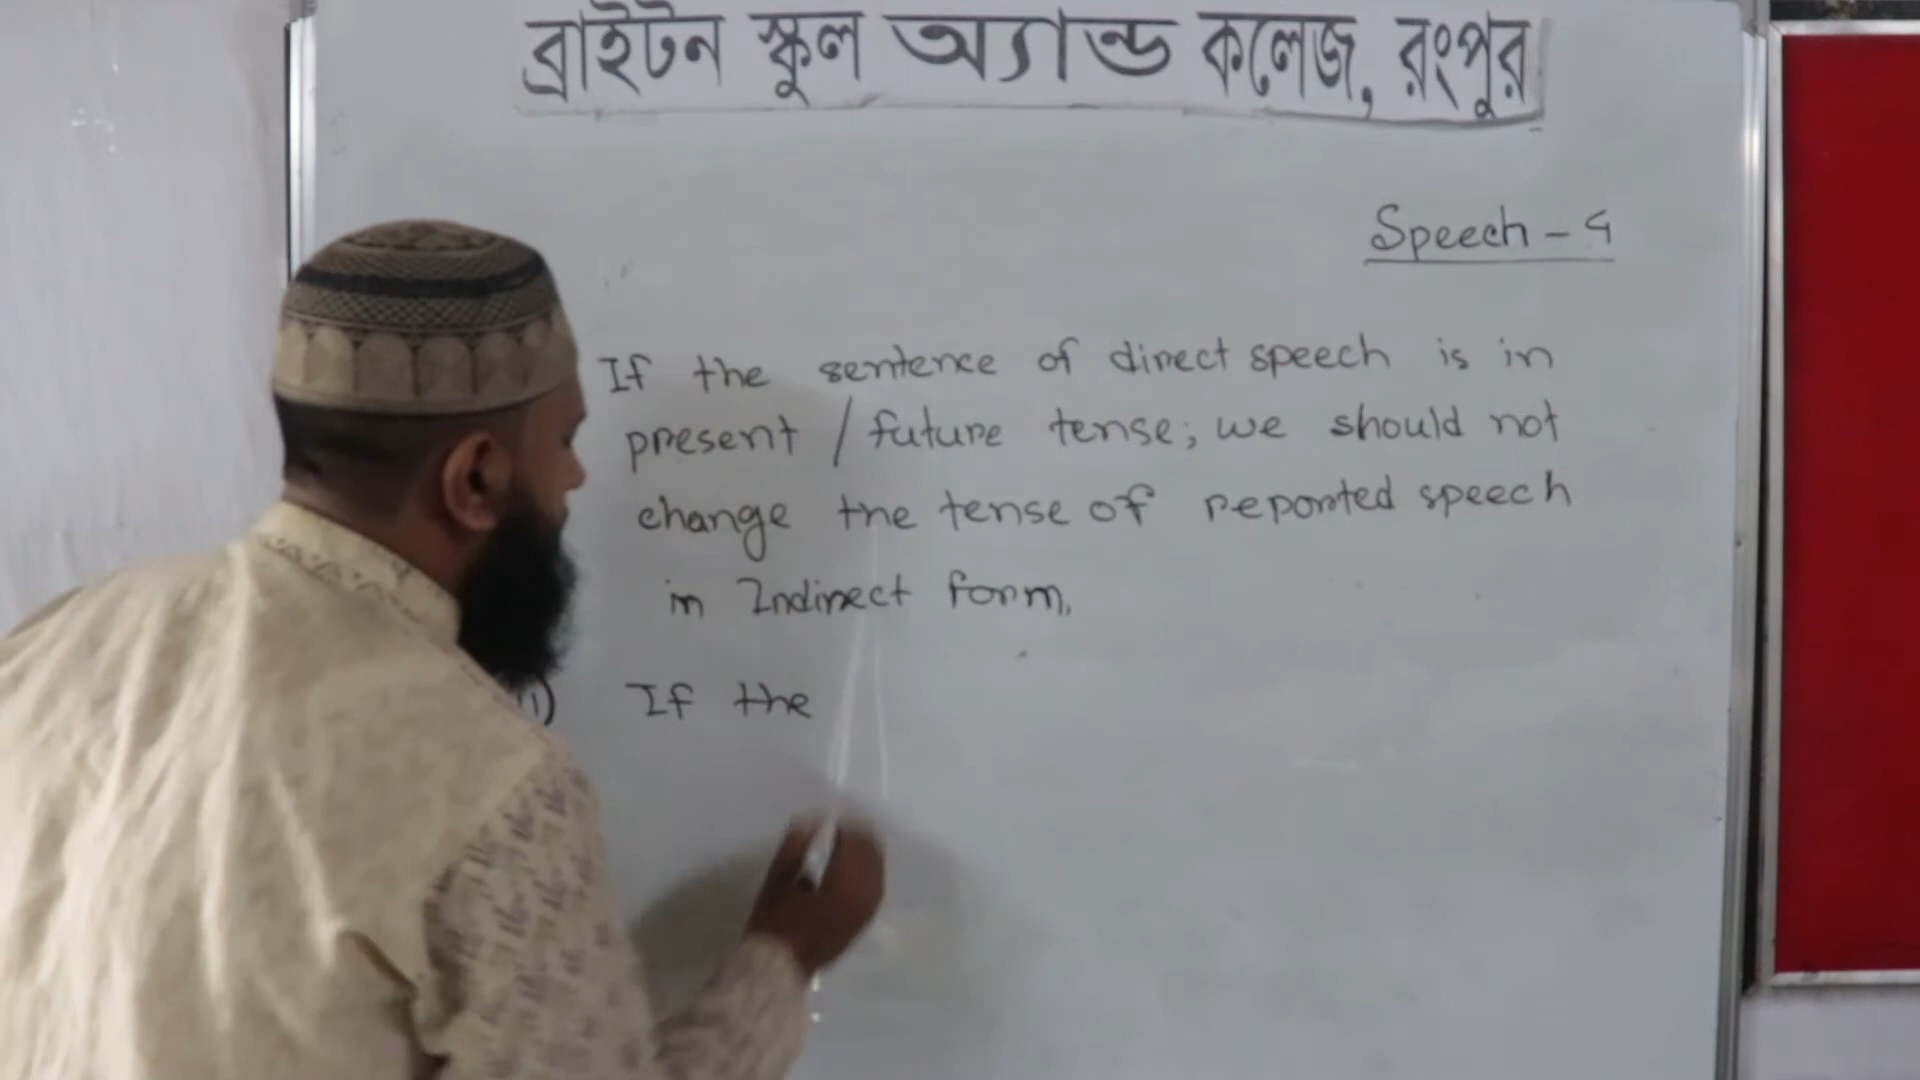 ব্রাইটন স্কুল অ্যান্ড কলেজ, রংপুর
Speech - 4
If the sentence of direct speech is in
present / future tense; we should not
change the tense of reported speech
in Indirect form.
If the